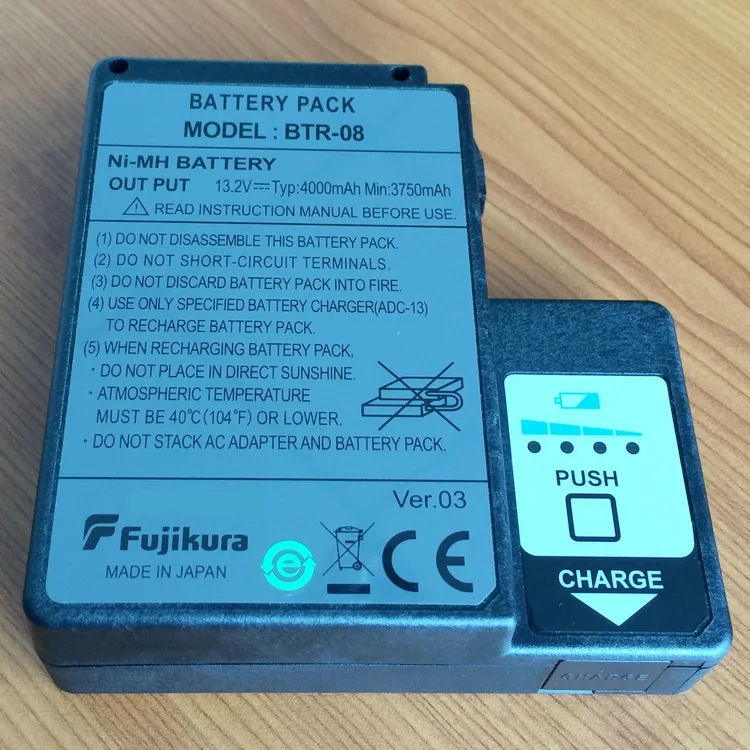 BATTERY PACK
MODEL : BTR-08
Ni-MH BATTERY
OUT PUT 13.2V⎓Typ:4000mAh Min:3750mAh
READ INSTRUCTION MANUAL BEFORE USE.
(1) DO NOT DISASSEMBLE THIS BATTERY PACK.
(2) DO NOT SHORT-CIRCUIT TERMINALS.
(3) DO NOT DISCARD BATTERY PACK INTO FIRE.
(4) USE ONLY SPECIFIED BATTERY CHARGER(ADC-13)
TO RECHARGE BATTERY PACK.
(5) WHEN RECHARGING BATTERY PACK,
・DO NOT PLACE IN DIRECT SUNSHINE.
・ATMOSPHERIC TEMPERATURE
MUST BE 40℃(104℉) OR LOWER.
・DO NOT STACK AC ADAPTER AND BATTERY PACK.
Ver.03
Fujikura
MADE IN JAPAN
e
CE
PUSH
CHARGE
CHARGE